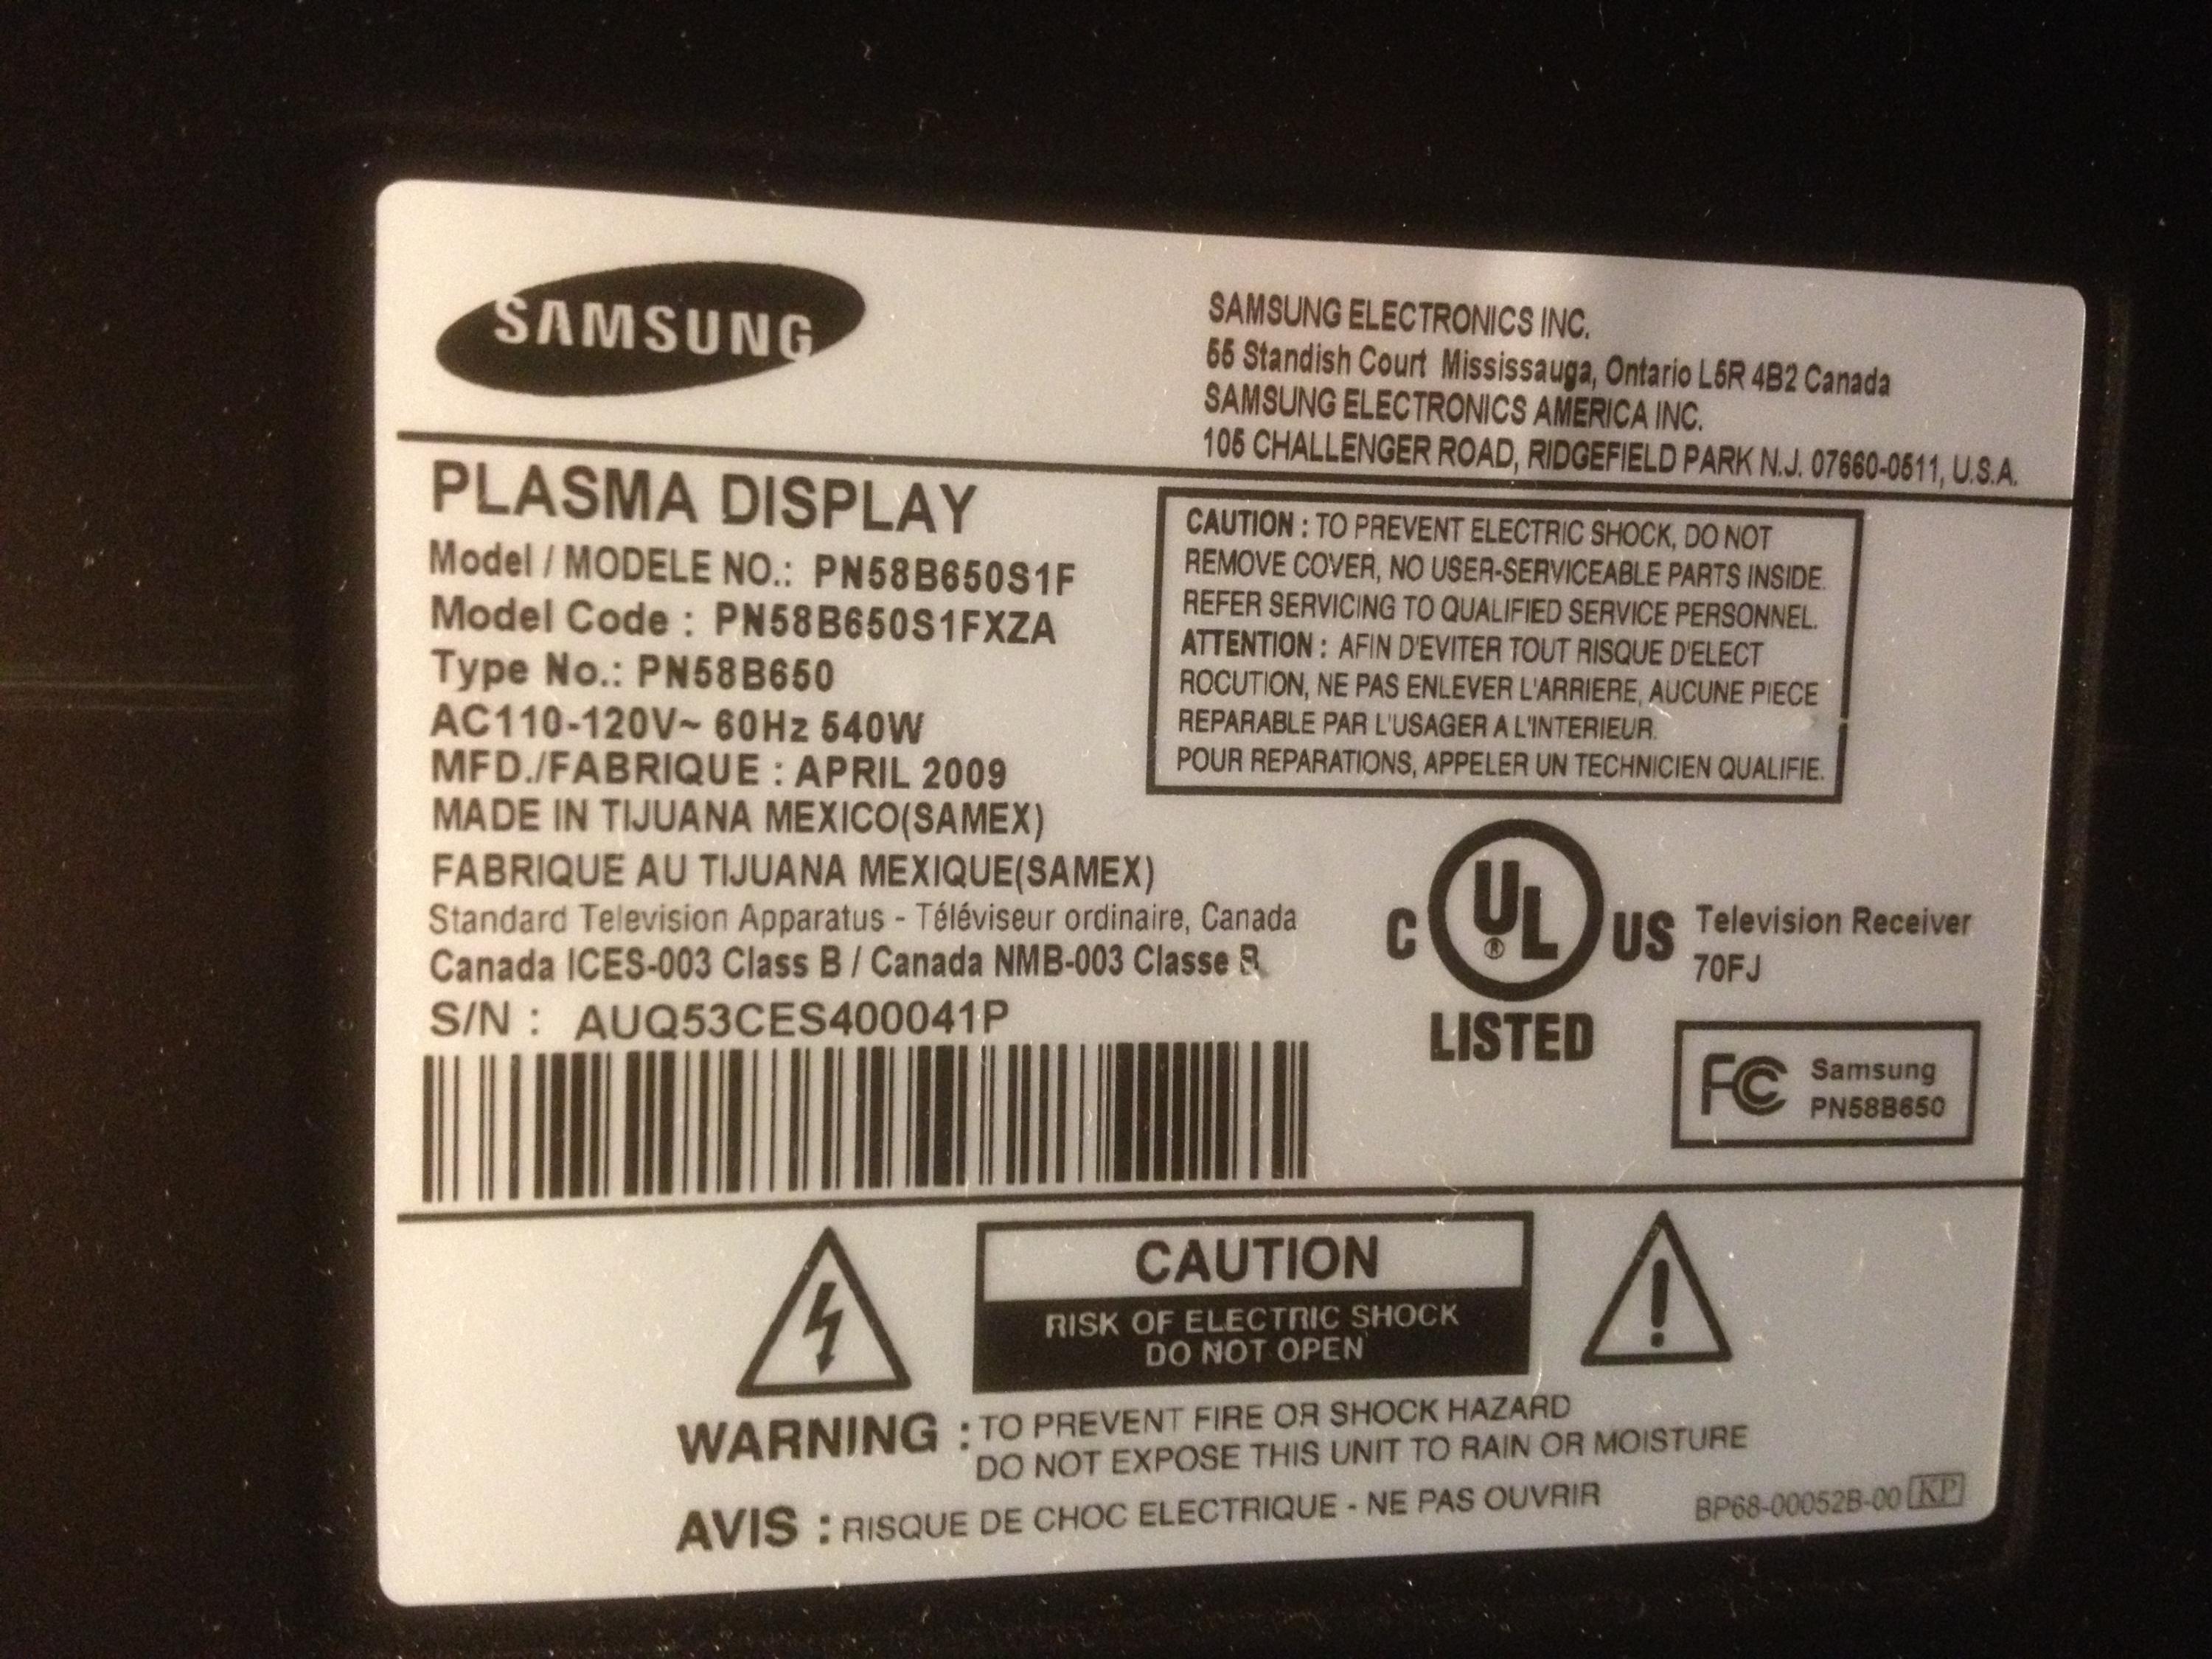 SAMSUNG
SAMSUNG ELECTRONICS INC.
55 Standish Court Mississauga, Ontario L5R 4B2 Canada
SAMSUNG ELECTRONICS AMERICA INC.
105 CHALLENGER ROAD, RIDGEFIELD PARK N.J. 07660-0511, U.S.A.
PLASMA DISPLAY
Model / MODELE NO.: PN58B650S1F
Model Code : PN58B650S1FXZA
Type No.: PN58B650
AC110-120V~ 60Hz 540W
MFD./FABRIQUE : APRIL 2009
MADE IN TIJUANA MEXICO(SAMEX)
FABRIQUE AU TIJUANA MEXIQUE(SAMEX)
Standard Television Apparatus - Téléviseur ordinaire, Canada
Canada ICES-003 Class B / Canada NMB-003 Classe B
S/N : AUQ53CES400041P
CAUTION : TO PREVENT ELECTRIC SHOCK, DO NOT
REMOVE COVER, NO USER-SERVICEABLE PARTS INSIDE.
REFER SERVICING TO QUALIFIED SERVICE PERSONNEL.
ATTENTION : AFIN D'EVITER TOUT RISQUE D'ELECT
ROCUTION, NE PAS ENLEVER L'ARRIERE, AUCUNE PIECE
REPARABLE PAR L'USAGER A L'INTERIEUR.
POUR REPARATIONS, APPELER UN TECHNICIEN QUALIFIE.
C UL® US
LISTED
Television Receiver
70FJ
FC Samsung
PN58B650
CAUTION
RISK OF ELECTRIC SHOCK
DO NOT OPEN
WARNING : TO PREVENT FIRE OR SHOCK HAZARD
DO NOT EXPOSE THIS UNIT TO RAIN OR MOISTURE
AVIS : RISQUE DE CHOC ELECTRIQUE - NE PAS OUVRIR
BP68-00052B-00 KP